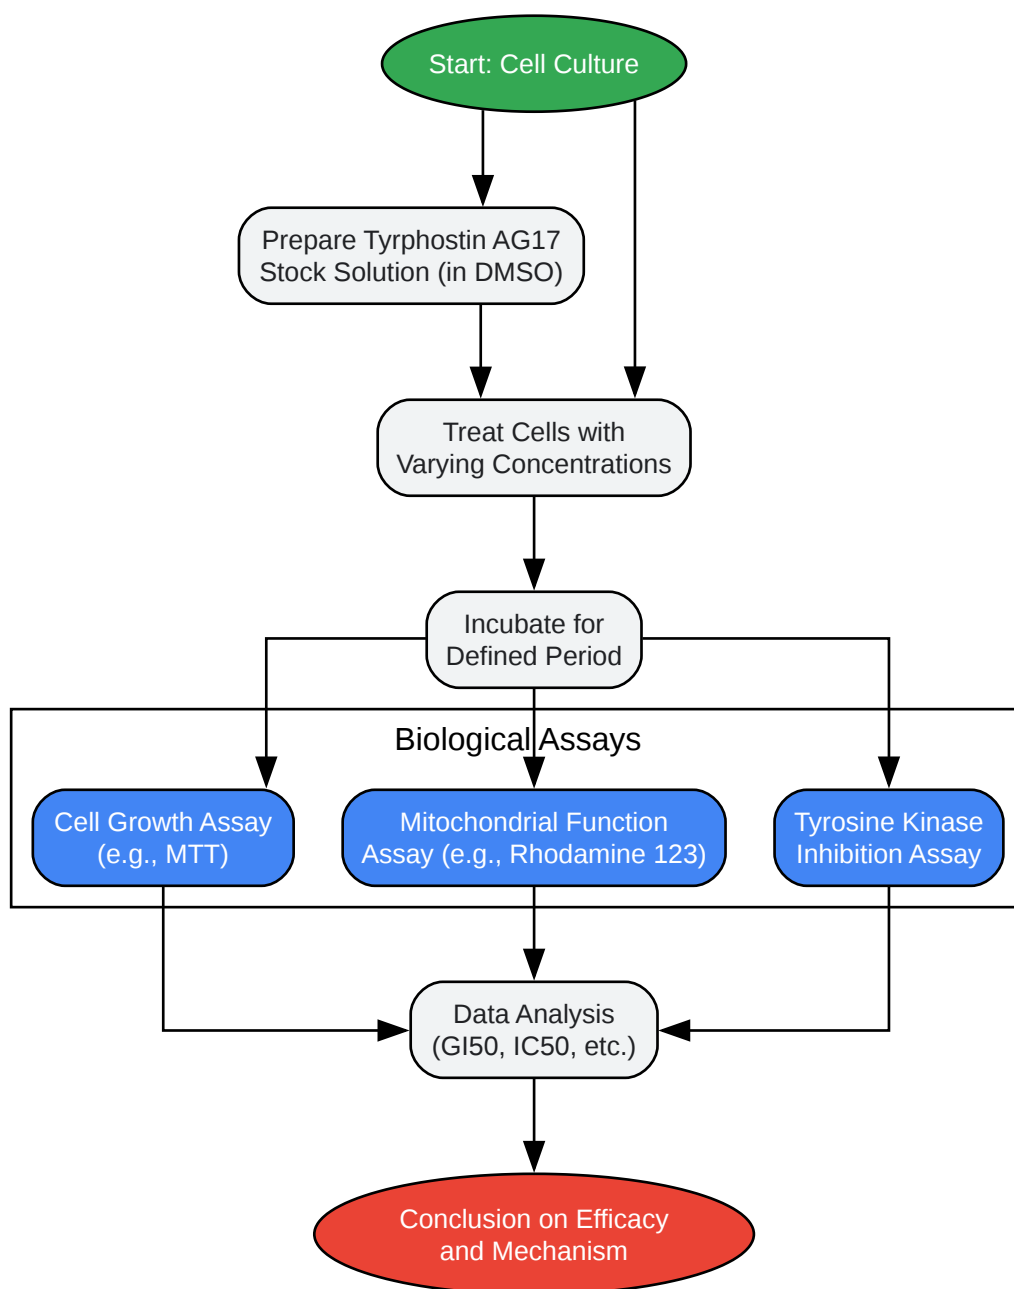 Start: Cell Culture
Prepare Tyrphostin AG17
Stock Solution (in DMSO)
Treat Cells with
Varying Concentrations
Incubate for
Defined Period
Biological Assays
Cell Growth Assay
(e.g., MTT)
Mitochondrial Function
Assay (e.g., Rhodamine 123)
Tyrosine Kinase
Inhibition Assay
Data Analysis
(GI50, IC50, etc.)
Conclusion on Efficacy
and Mechanism